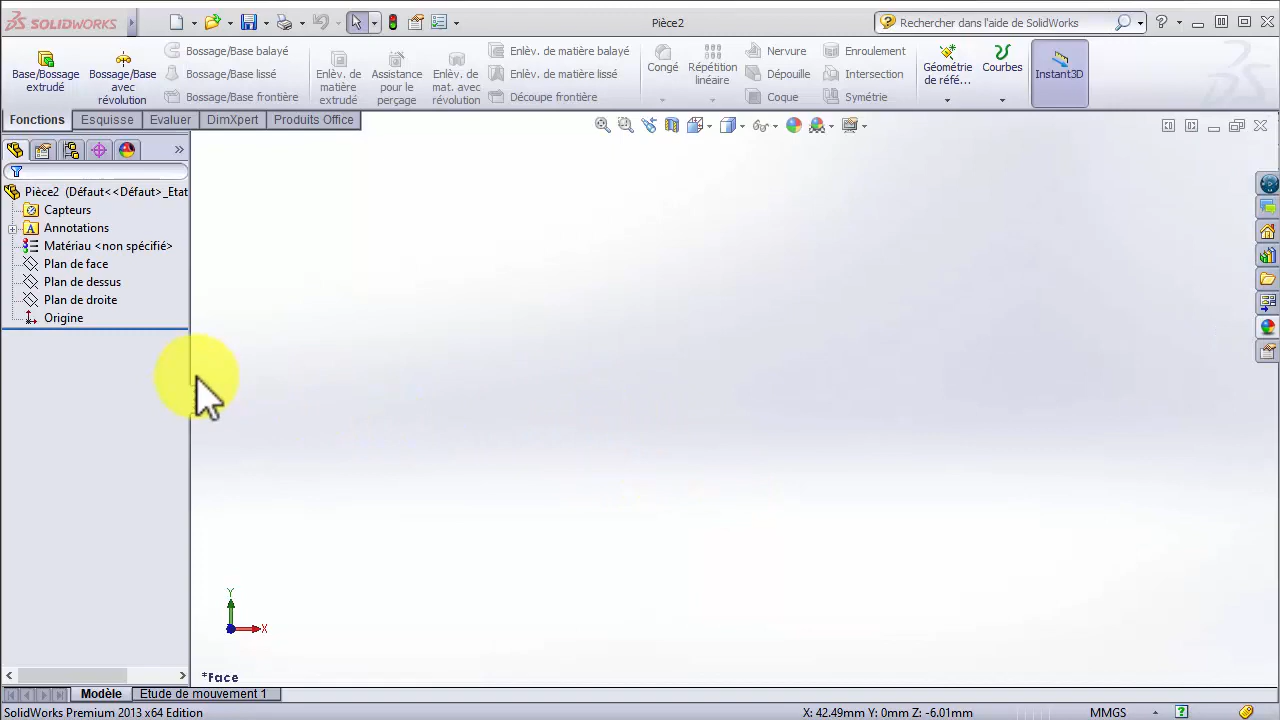 SOLIDWORKS
Pièce2
Rechercher dans l'aide de SolidWorks
Base/Bossage extrudé
Bossage/Base avec révolution
Bossage/Base balayé
Bossage/Base lissé
Bossage/Base frontière
Enlèv. de matière extrudé
Assistance pour le perçage
Enlèv. de mat. avec révolution
Enlèv. de matière balayé
Enlèv. de matière lissé
Découpe frontière
Congé
Répétition linéaire
Nervure
Dépouille
Coque
Enroulement
Intersection
Symétrie
Géométrie de réfé...
Courbes
Instant3D
Fonctions
Esquisse
Evaluer
DimXpert
Produits Office
Pièce2 (Défaut<<Défaut>_Etat
Capteurs
Annotations
Matériau <non spécifié>
Plan de face
Plan de dessus
Plan de droite
Origine
Y
X
*Face
Modèle
Etude de mouvement 1
SolidWorks Premium 2013 x64 Edition
X: 42.49mm Y: 0mm Z: -6.01mm
MMGS